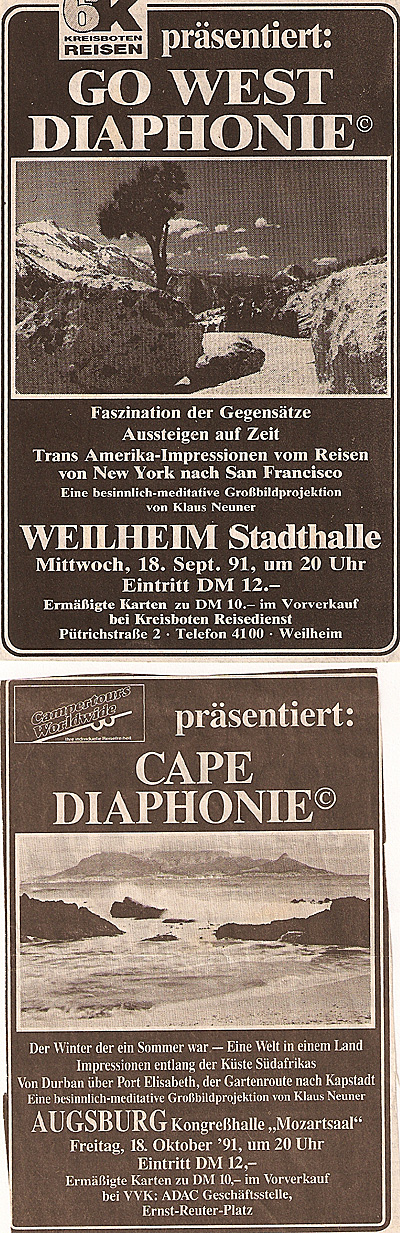 6K
KREISBOTEN
REISEN
präsentiert:
GO WEST
DIAPHONIE©
Faszination der Gegensätze
Aussteigen auf Zeit
Trans Amerika-Impressionen vom Reisen
von New York nach San Francisco
Eine besinnlich-meditative Großbildprojektion
von Klaus Neuner
WEILHEIM Stadthalle
Mittwoch, 18. Sept. 91, um 20 Uhr
Eintritt DM 12.–
Ermäßigte Karten zu DM 10.– im Vorverkauf
bei Kreisboten Reisedienst
Pütrichstraße 2 · Telefon 4100 · Weilheim
Campertours
Worldwide
Ihre individuelle Reisefreiheit
präsentiert:
CAPE
DIAPHONIE©
Der Winter der ein Sommer war — Eine Welt in einem Land
Impressionen entlang der Küste Südafrikas
Von Durban über Port Elisabeth, der Gartenroute nach Kapstadt
Eine besinnlich-meditative Großbildprojektion von Klaus Neuner
AUGSBURG Kongreßhalle „Mozartsaal“
Freitag, 18. Oktober '91, um 20 Uhr
Eintritt DM 12,–
Ermäßigte Karten zu DM 10,– im Vorverkauf
bei VVK: ADAC Geschäftsstelle,
Ernst-Reuter-Platz